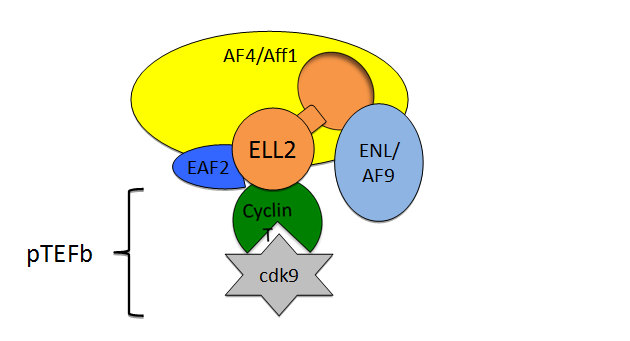 AF4/Aff1
ELL2
ENL/
AF9
EAF2
Cyclin
T
pTEFb
cdk9